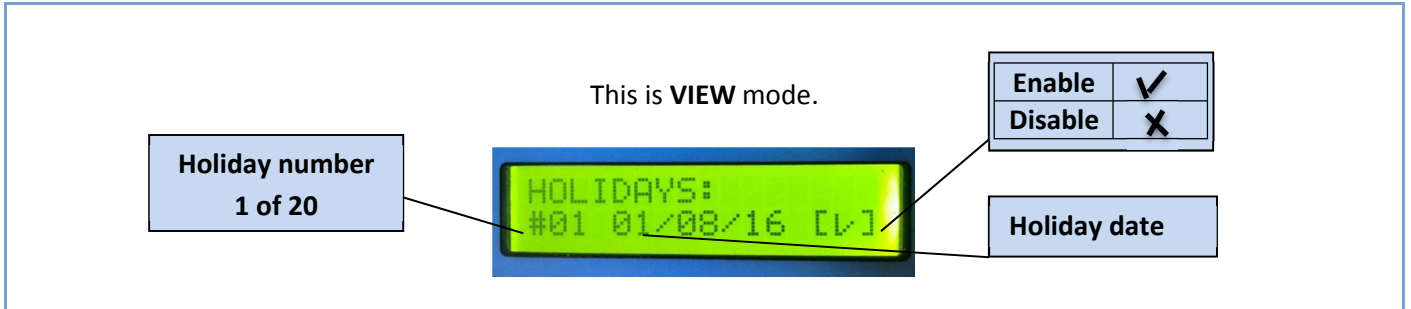 This is VIEW mode.
Enable ✓
Disable ✗
Holiday number
1 of 20
HOLIDAYS:
#01 01/08/16 [√]
Holiday date